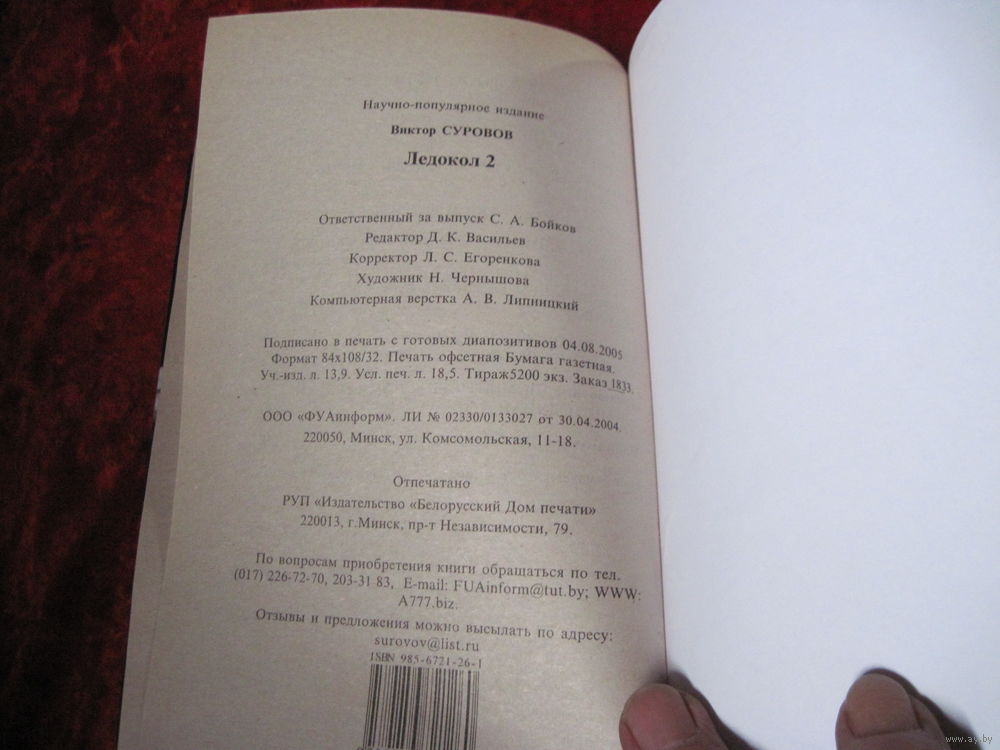 Научно-популярное издание
Виктор СУРОВОВ
Ледокол 2
Ответственный за выпуск С. А. Бойков
Редактор Д. К. Васильев
Корректор Л. С. Егоренкова
Художник Н. Чернышова
Компьютерная верстка А. В. Липницкий
Подписано в печать с готовых диапозитивов 04.08.2005
Формат 84х108/32. Печать офсетная Бумага газетная.
Уч.-изд. л. 13,9. Усл. печ. л. 18,5. Тираж5200 экз. Заказ 1833.
ООО «ФУАинформ». ЛИ № 02330/0133027 от 30.04.2004.
220050, Минск, ул. Комсомольская, 11-18.
Отпечатано
РУП «Издательство «Белорусский Дом печати»
220013, г.Минск, пр-т Независимости, 79.
По вопросам приобретения книги обращаться по тел.
(017) 226-72-70, 203-31 83, E-mail: FUAinform@tut.by; WWW:
A777.biz.
Отзывы и предложения можно высылать по адресу:
surovov@list.ru
ISBN 985-6721-26-1
www.ay.by